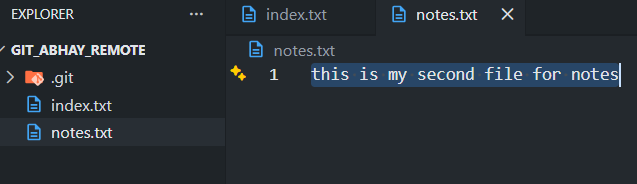 EXPLORER ...
GIT_ABHAY_REMOTE
.git
index.txt
notes.txt
index.txt notes.txt
notes.txt
1 this is my second file for notes